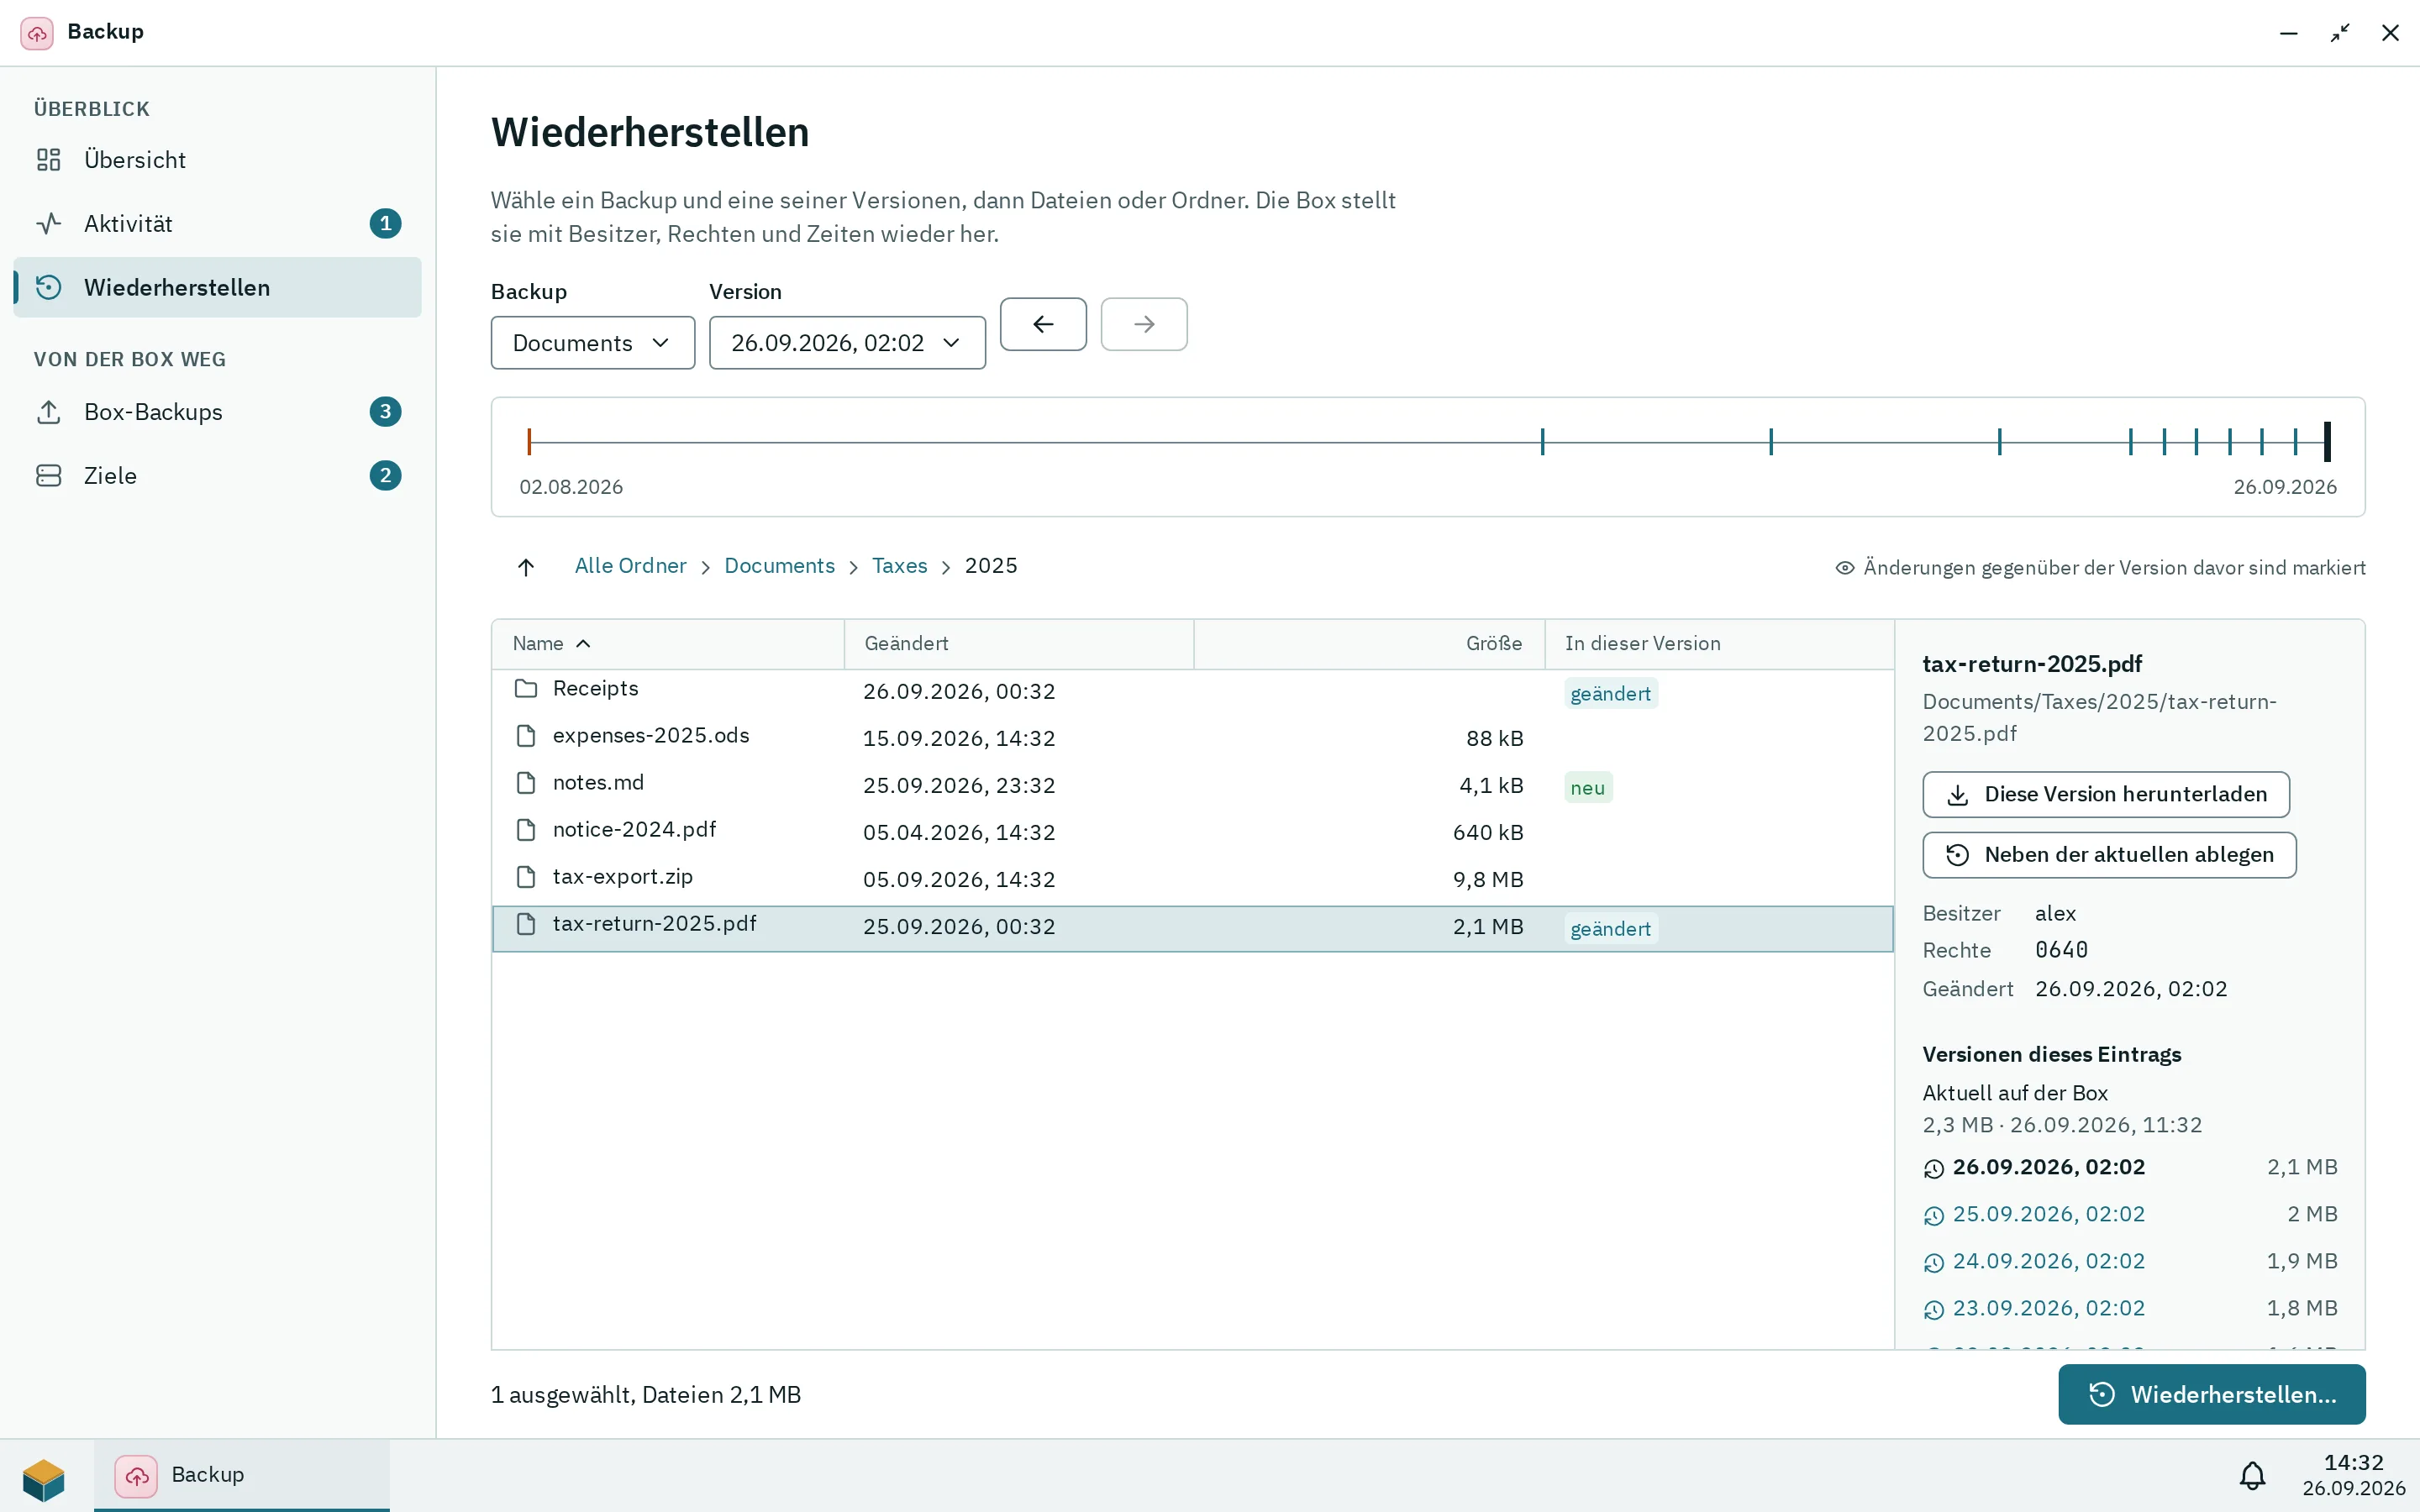 Backup
ÜBERBLICK
Übersicht
Aktivität 1
Wiederherstellen
VON DER BOX WEG
Box-Backups 3
Ziele 2
Wiederherstellen
Wähle ein Backup und eine seiner Versionen, dann Dateien oder Ordner. Die Box stellt
sie mit Besitzer, Rechten und Zeiten wieder her.
Backup Version
Documents 26.09.2026, 02:02
02.08.2026 26.09.2026
Alle Ordner Documents Taxes 2025 Änderungen gegenüber der Version davor sind markiert
Name Geändert Größe In dieser Version
Receipts 26.09.2026, 00:32 geändert
expenses-2025.ods 15.09.2026, 14:32 88 kB
notes.md 25.09.2026, 23:32 4,1 kB neu
notice-2024.pdf 05.04.2026, 14:32 640 kB
tax-export.zip 05.09.2026, 14:32 9,8 MB
tax-return-2025.pdf 25.09.2026, 00:32 2,1 MB geändert
tax-return-2025.pdf
Documents/Taxes/2025/tax-return-
2025.pdf
Diese Version herunterladen
Neben der aktuellen ablegen
Besitzer alex
Rechte 0640
Geändert 26.09.2026, 02:02
Versionen dieses Eintrags
Aktuell auf der Box
2,3 MB · 26.09.2026, 11:32
26.09.2026, 02:02 2,1 MB
25.09.2026, 02:02 2 MB
24.09.2026, 02:02 1,9 MB
23.09.2026, 02:02 1,8 MB
1 ausgewählt, Dateien 2,1 MB
Wiederherstellen...
Backup
14:32
26.09.2026